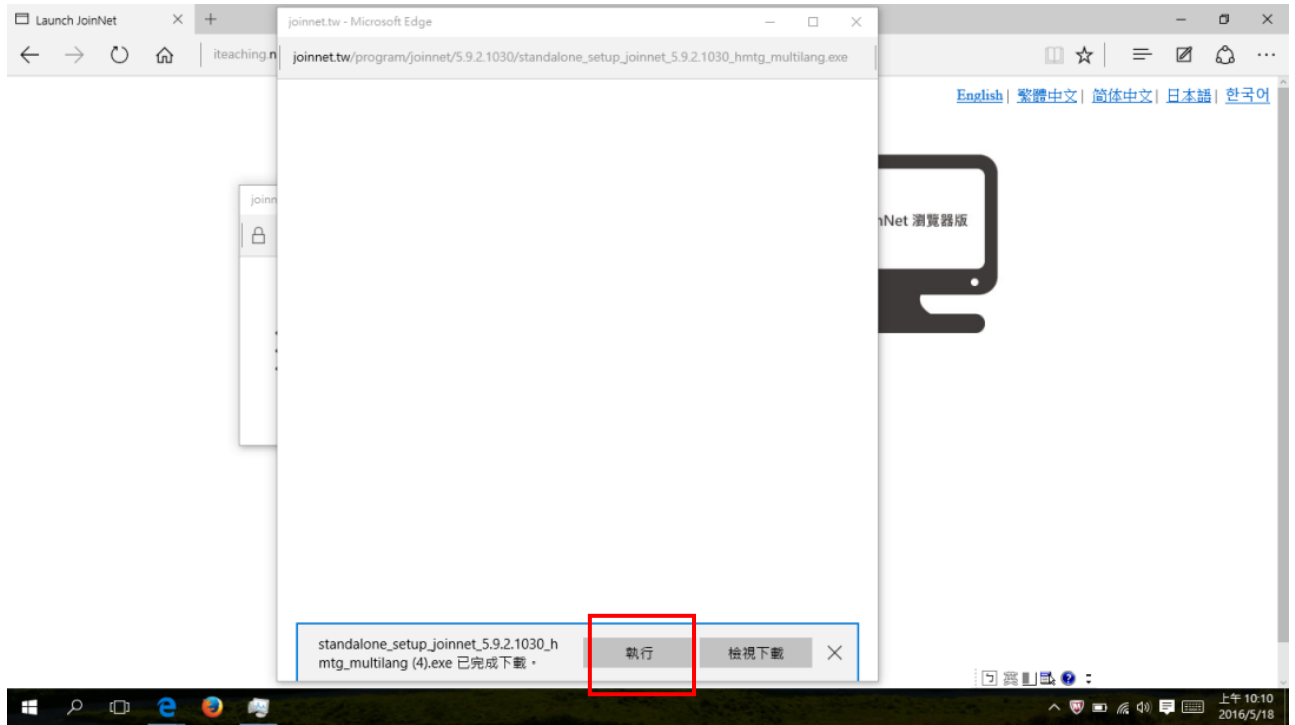 Launch JoinNet
joinnet.tw - Microsoft Edge
iteaching.n
joinnet.tw/program/joinnet/5.9.2.1030/standalone_setup_joinnet_5.9.2.1030_hmtg_multilang.exe
English | 繁體中文 | 简体中文 | 日本語 | 한국어
joinn
nNet 瀏覽器版
standalone_setup_joinnet_5.9.2.1030_h
mtg_multilang (4).exe 已完成下載。
執行
檢視下載
ㄅ 英
上午 10:10
2016/5/18